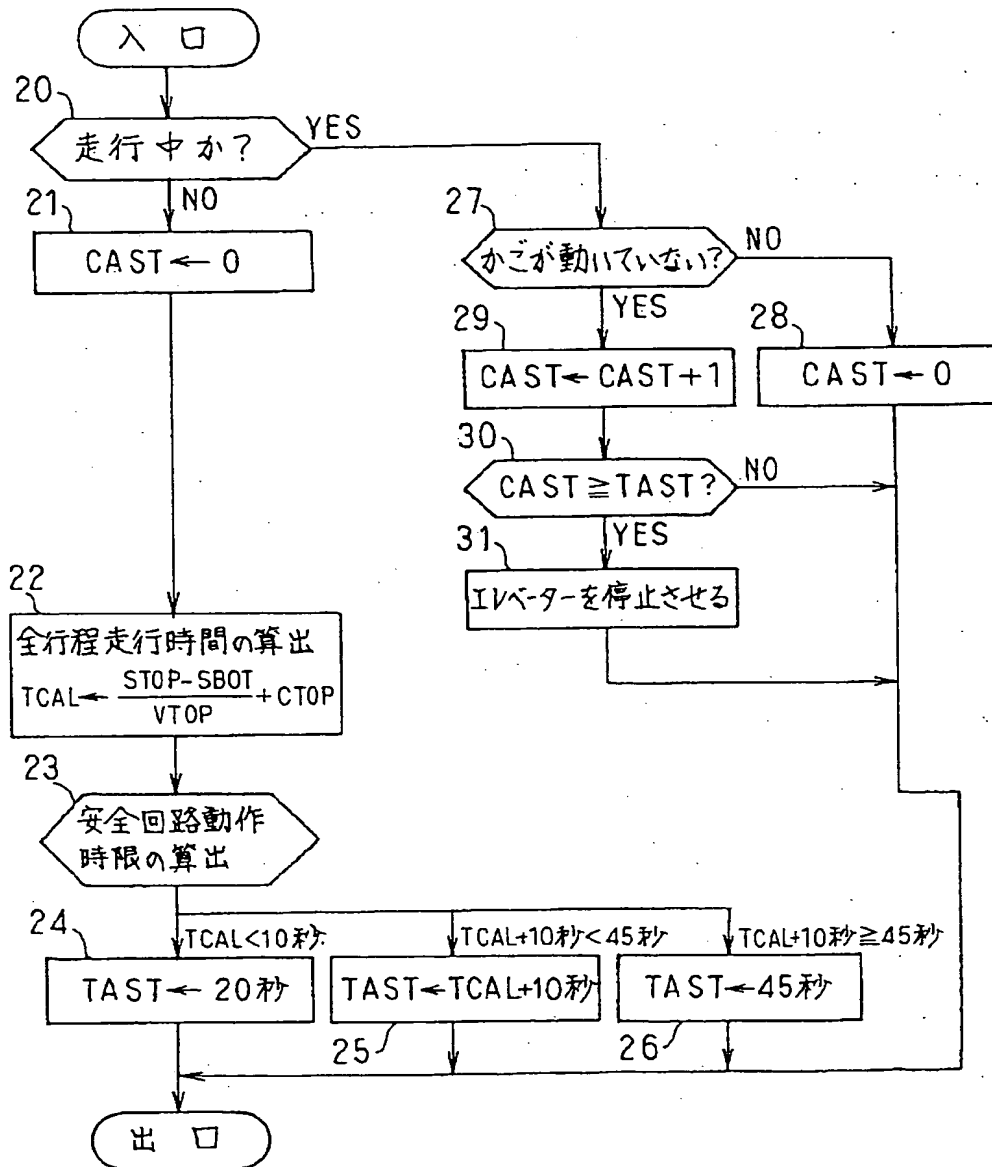 入 口
20
走行中か?
YES
NO
21
CAST←0
27
かごが動いていない?
NO
YES
29
CAST←CAST+1
28
CAST←0
30
CAST≧TAST?
NO
YES
31
エレベーターを停止させる
22
全行程走行時間の算出
TCAL← STOP-SBOT / VTOP +CTOP
23
安全回路動作
時限の算出
24
TCAL<10秒
TAST←20秒
TCAL+10秒<45秒
TAST←TCAL+10秒
25
TCAL+10秒≧45秒
TAST←45秒
26
出 口